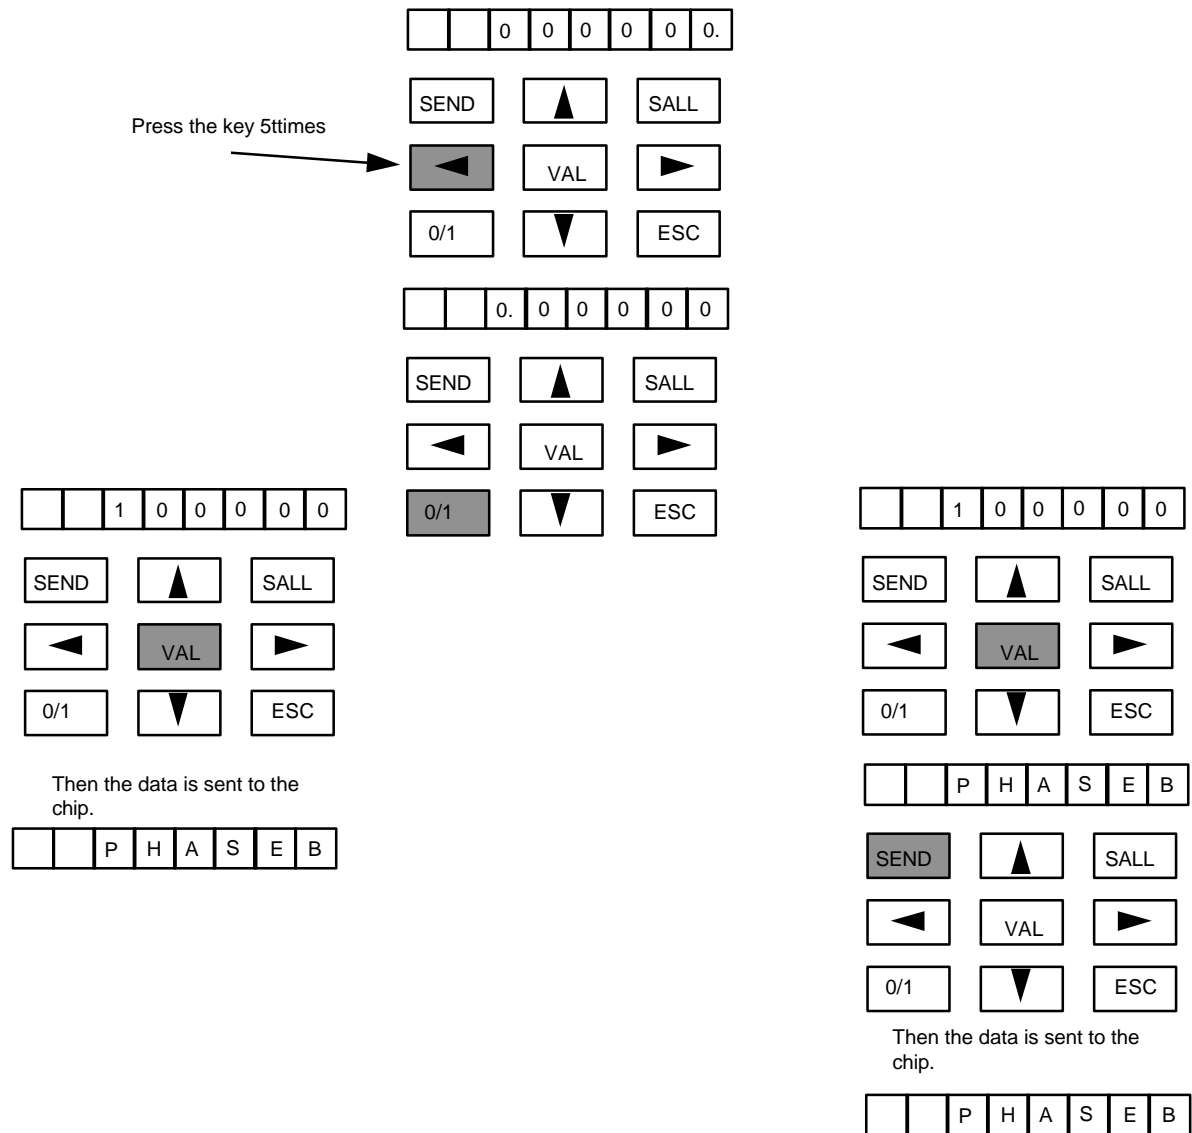 0 0 0 0 0 0.
SEND SALL
Press the key 5ttimes
VAL
0/1 ESC
0. 0 0 0 0 0
SEND SALL
VAL
0/1 ESC
1 0 0 0 0 0
SEND SALL
VAL
0/1 ESC
Then the data is sent to the
chip.
P H A S E B
1 0 0 0 0 0
SEND SALL
VAL
0/1 ESC
P H A S E B
SEND SALL
VAL
0/1 ESC
Then the data is sent to the
chip.
P H A S E B